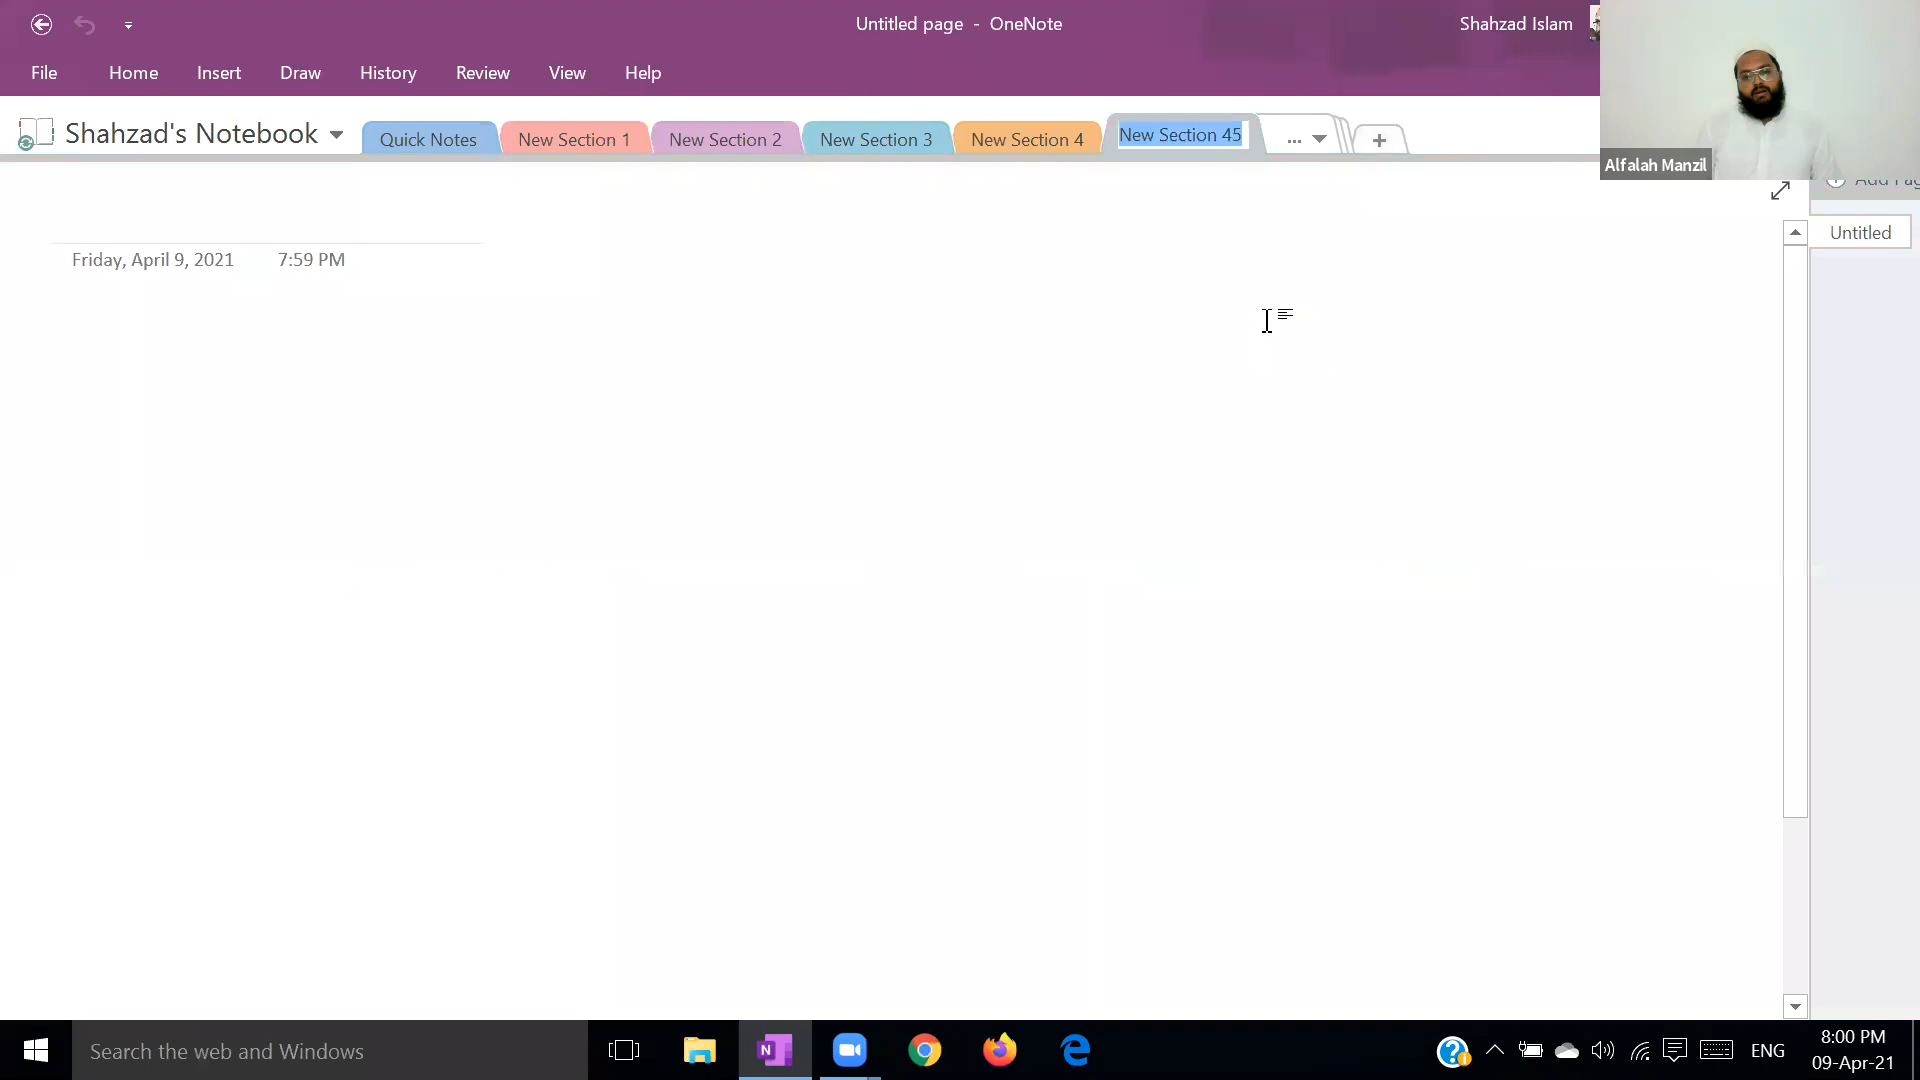 Untitled page - OneNote
Shahzad Islam
File
Home
Insert
Draw
History
Review
View
Help
Shahzad's Notebook
Quick Notes
New Section 1
New Section 2
New Section 3
New Section 4
New Section 45
...
Alfalah Manzil
Untitled
Friday, April 9, 2021
7:59 PM
Search the web and Windows
ENG
8:00 PM
09-Apr-21